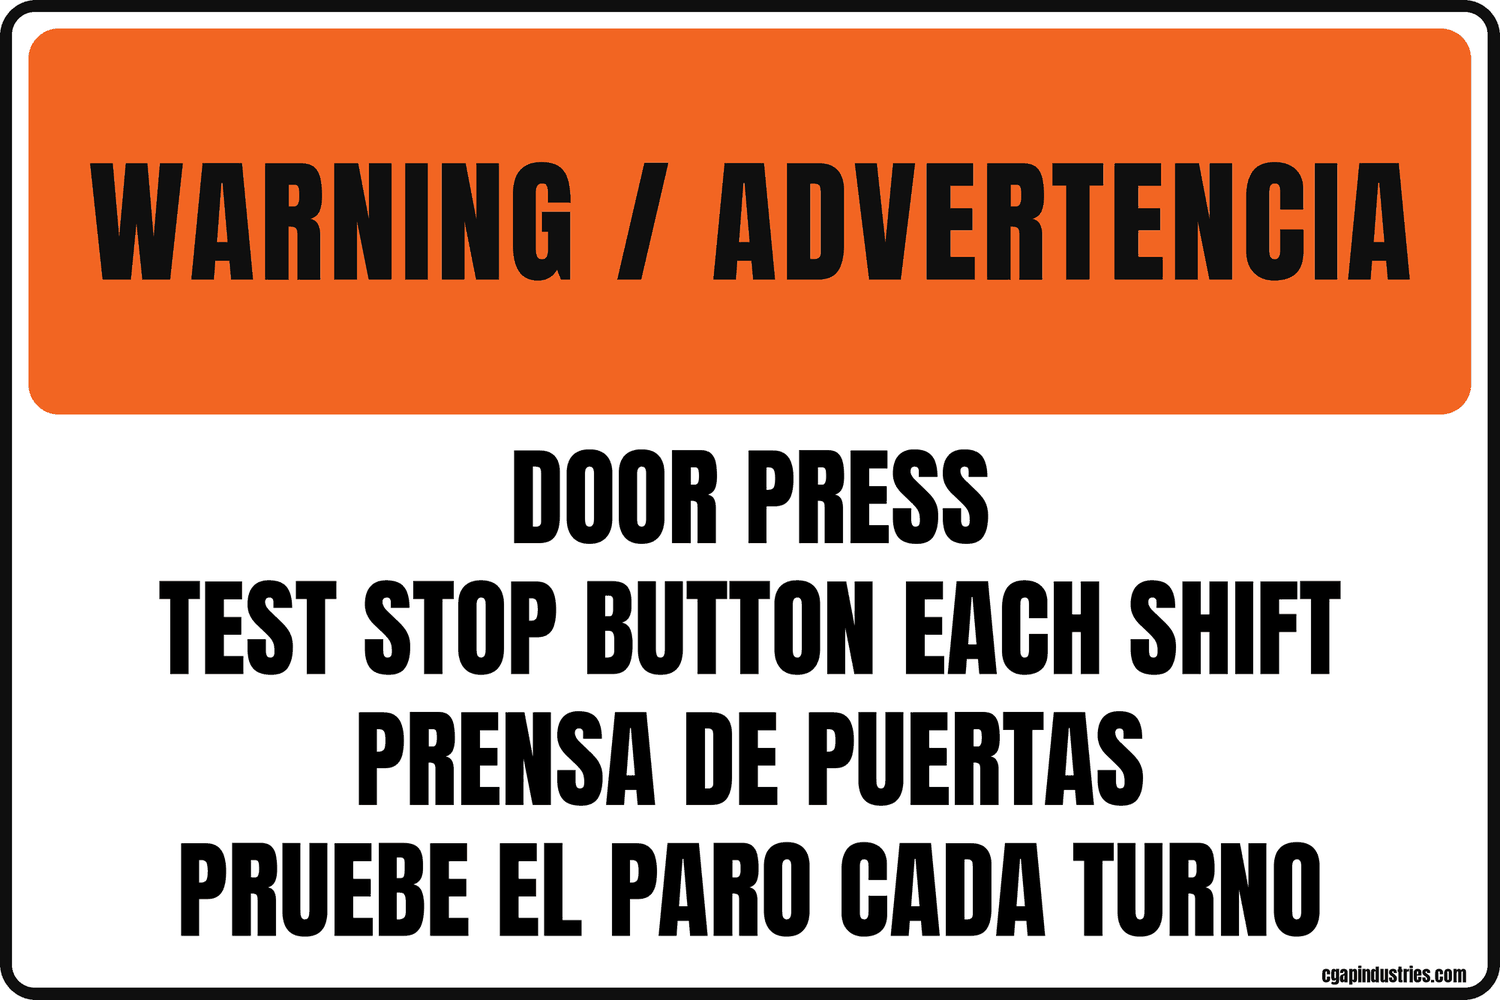 WARNING / ADVERTENCIA
DOOR PRESS
TEST STOP BUTTON EACH SHIFT
PRENSA DE PUERTAS
PRUEBE EL PARO CADA TURNO
cgapindustries.com